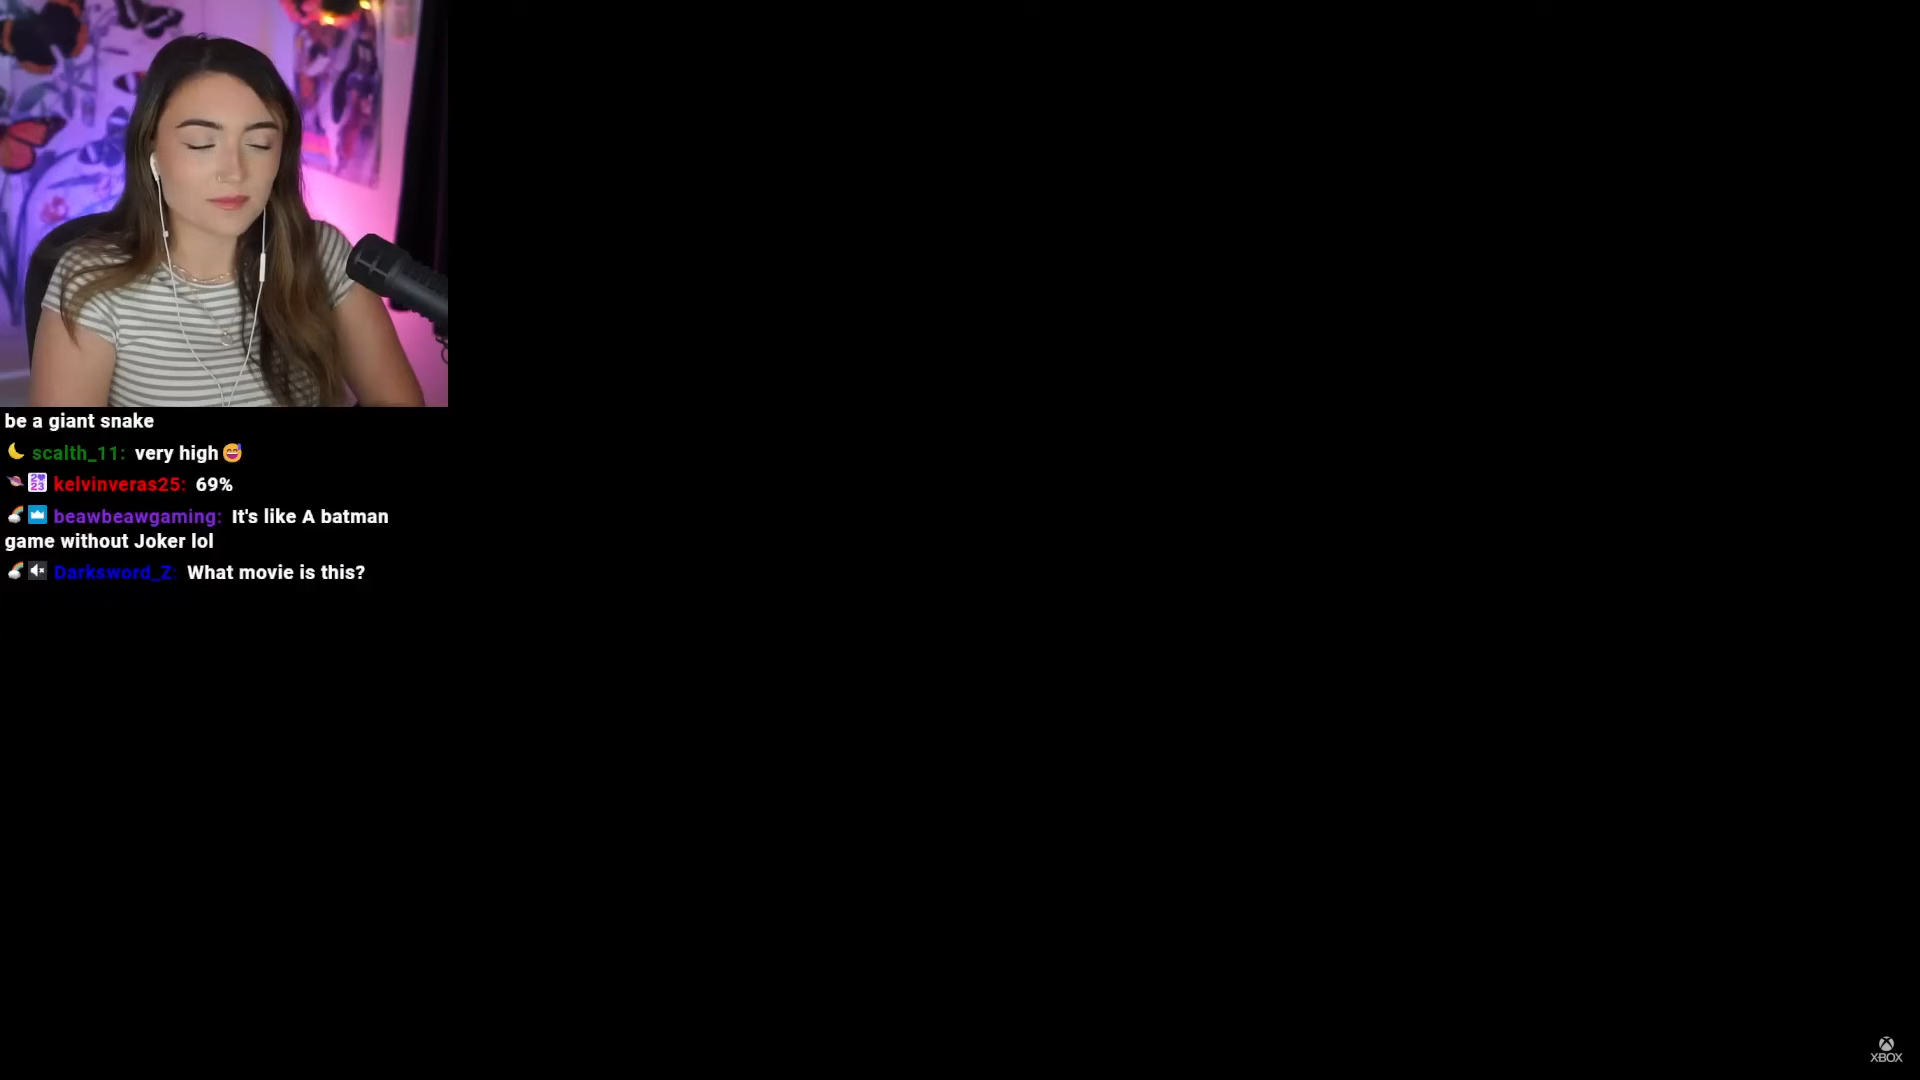 be a giant snake
scalth_11: very high😅
2023 kelvinveras25: 69%
beawbeawgaming: It's like A batman
game without Joker lol
Darksword_Z: What movie is this?
XBOX